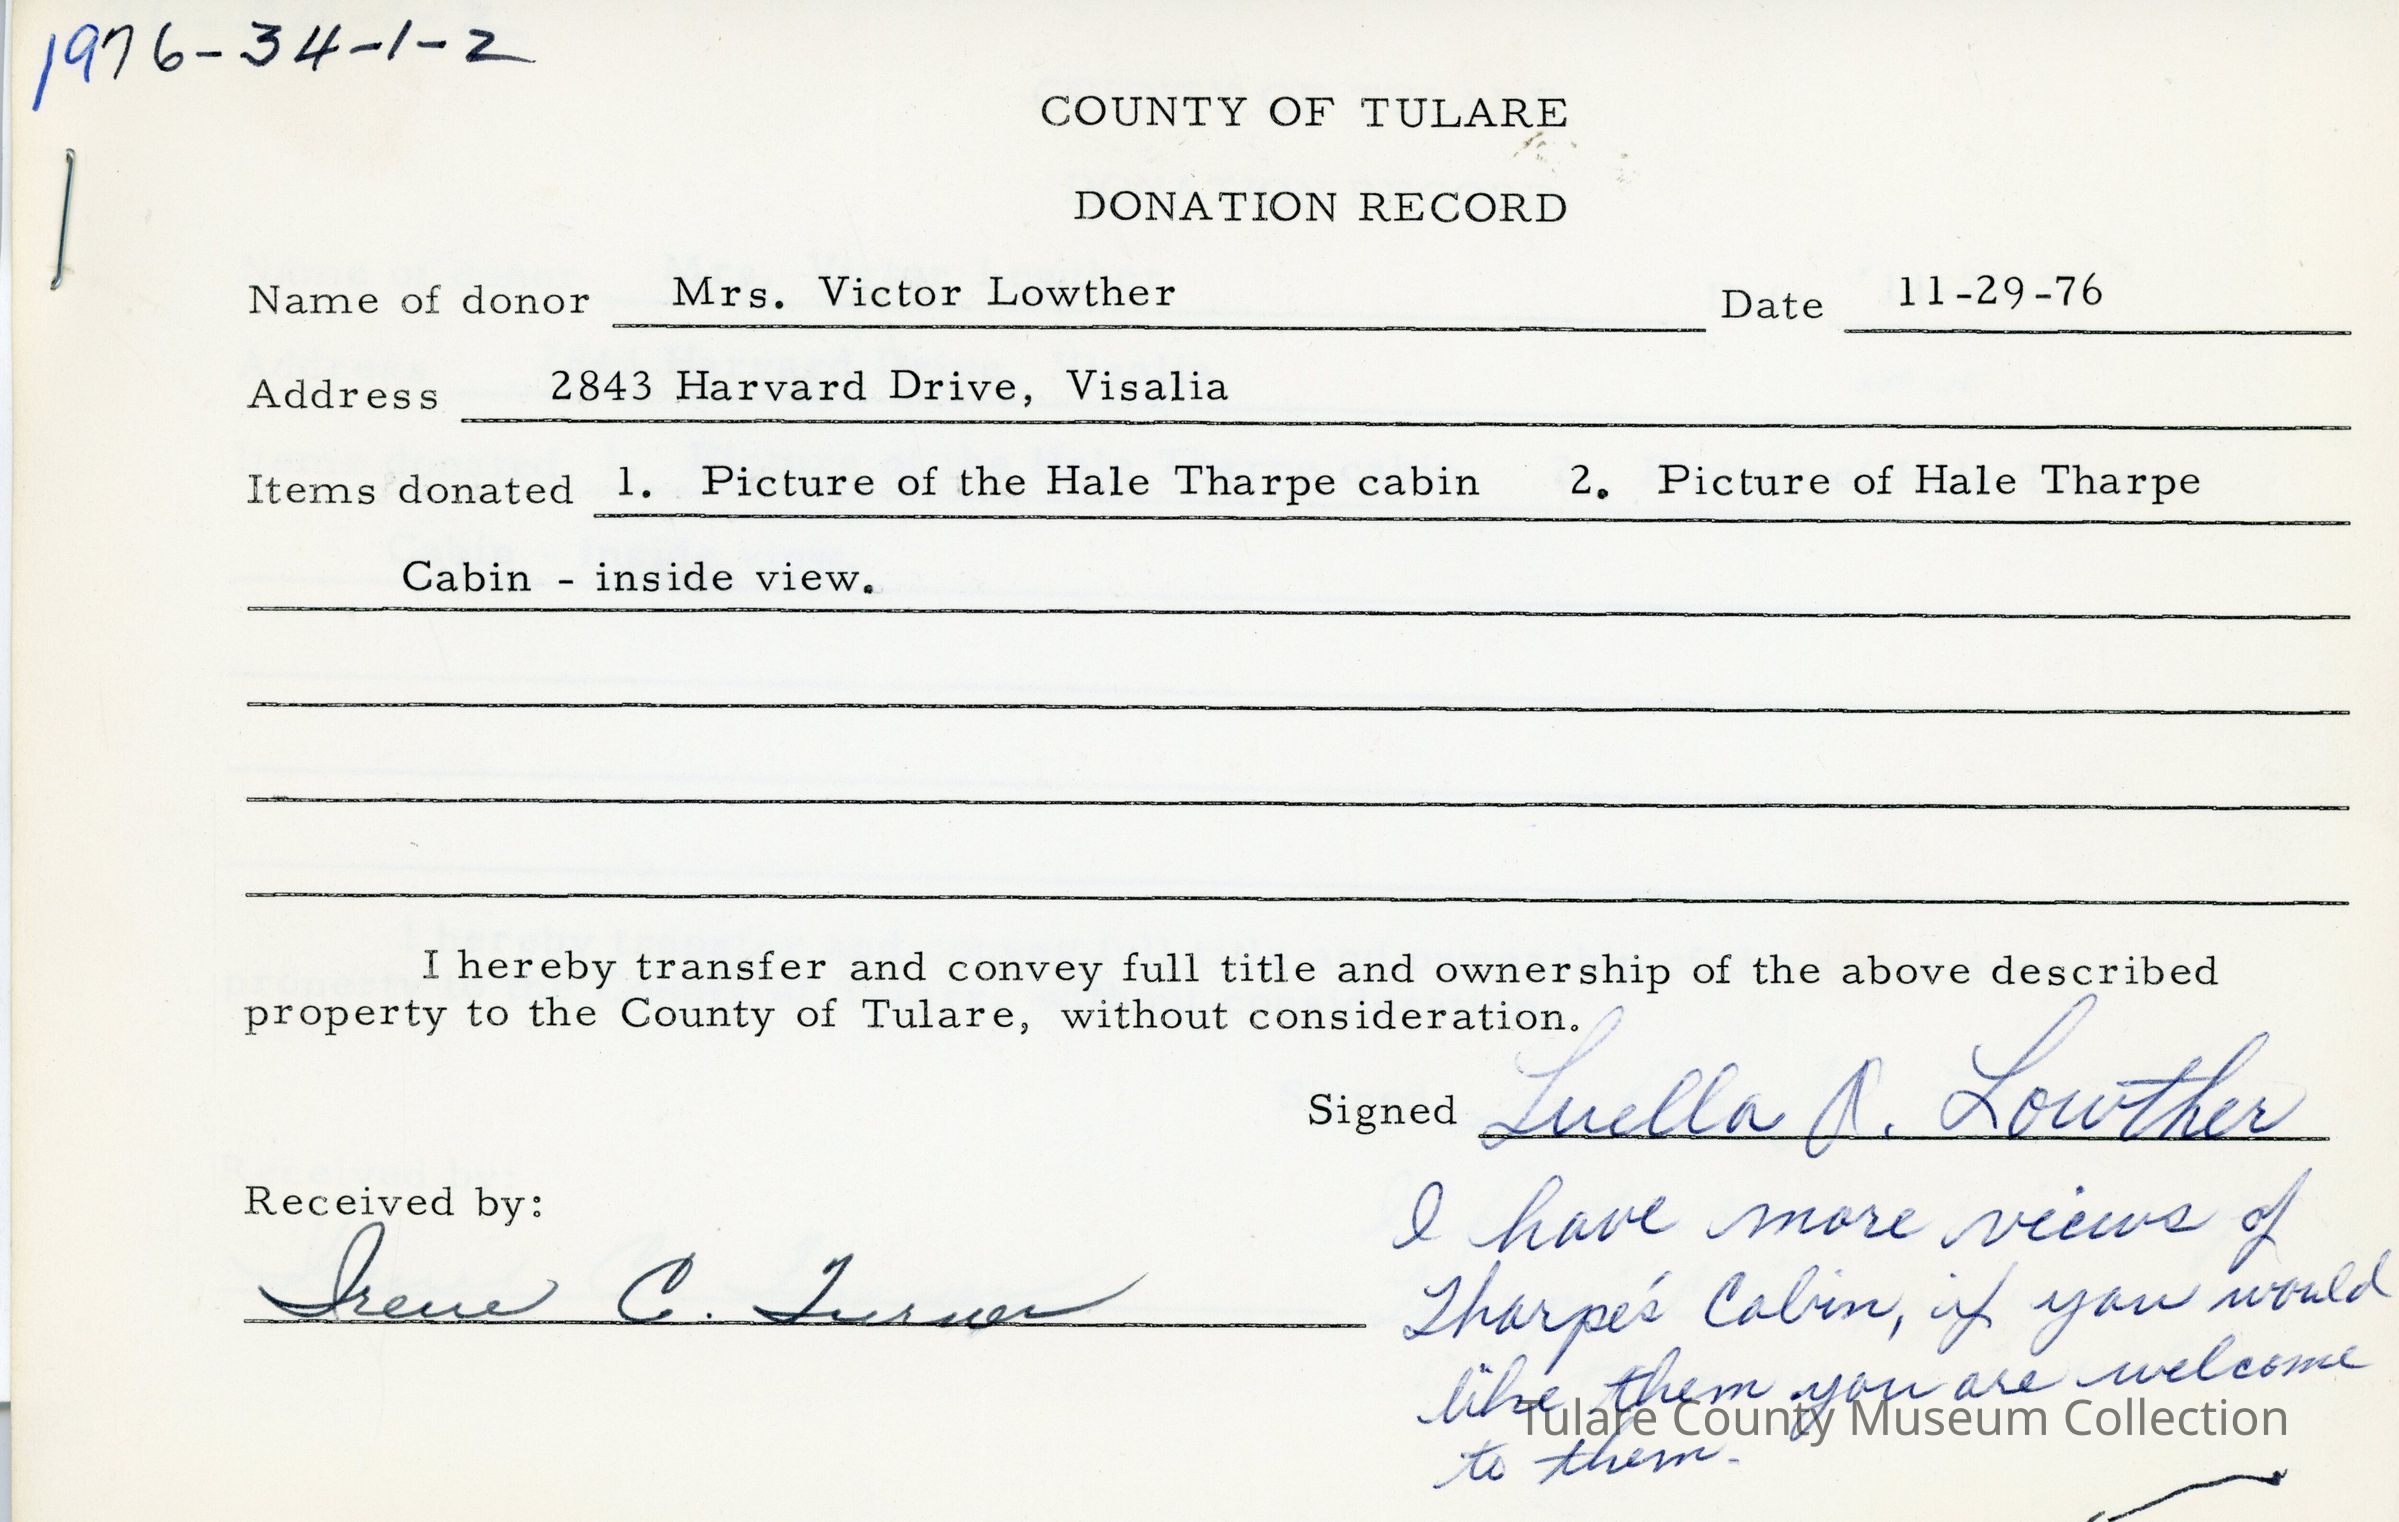 1976-34-1-2
COUNTY OF TULARE
DONATION RECORD
Name of donor Mrs. Victor Lowther Date 11-29-76
Address 2843 Harvard Drive, Visalia
Items donated 1. Picture of the Hale Tharpe cabin 2. Picture of Hale Tharpe
Cabin - inside view.
I hereby transfer and convey full title and ownership of the above described
property to the County of Tulare, without consideration.
Signed Luella R. Lowther
Received by:
Irene C. Turner
I have more views of
Tharpe's Cabin, if you would
like them you are welcome
to them.
Tulare County Museum Collection